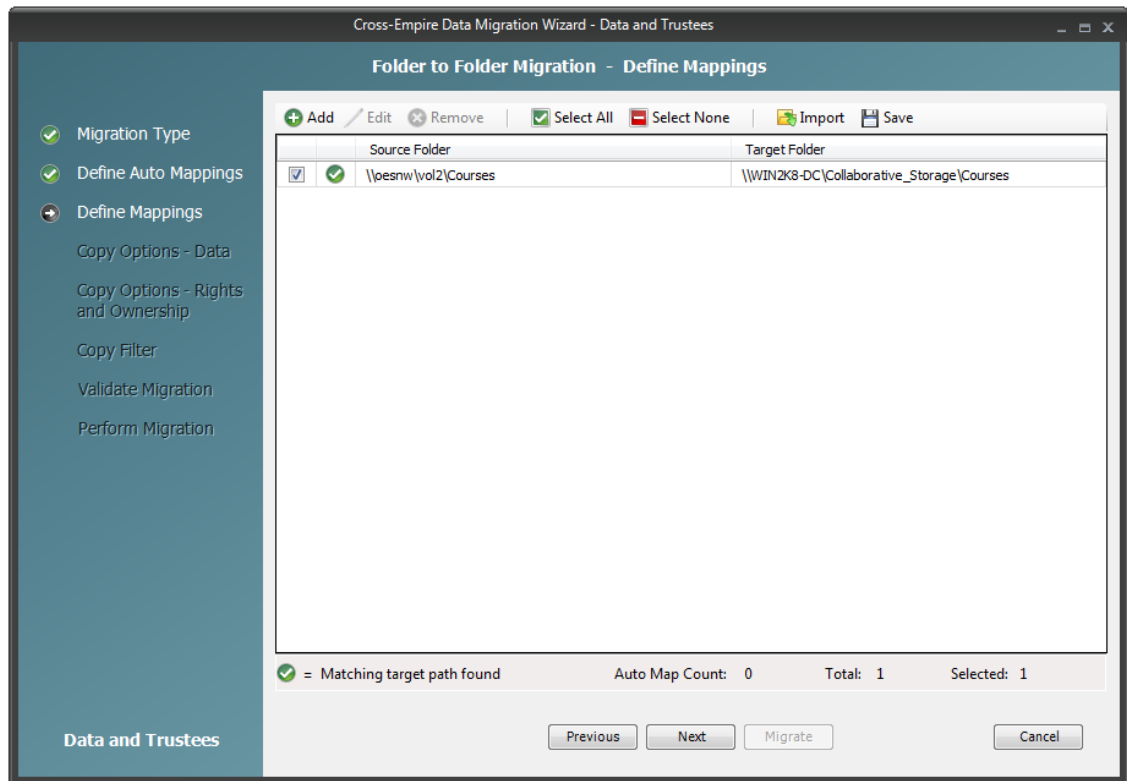 Cross-Empire Data Migration Wizard - Data and Trustees
Folder to Folder Migration - Define Mappings
Migration Type
Define Auto Mappings
Define Mappings
Copy Options - Data
Copy Options - Rights
and Ownership
Copy Filter
Validate Migration
Perform Migration
Data and Trustees
Add Edit Remove Select All Select None Import Save
Source Folder Target Folder
\\oesnw\vol2\Courses \\WIN2K8-DC\Collaborative_Storage\Courses
= Matching target path found Auto Map Count: 0 Total: 1 Selected: 1
Previous Next Migrate Cancel